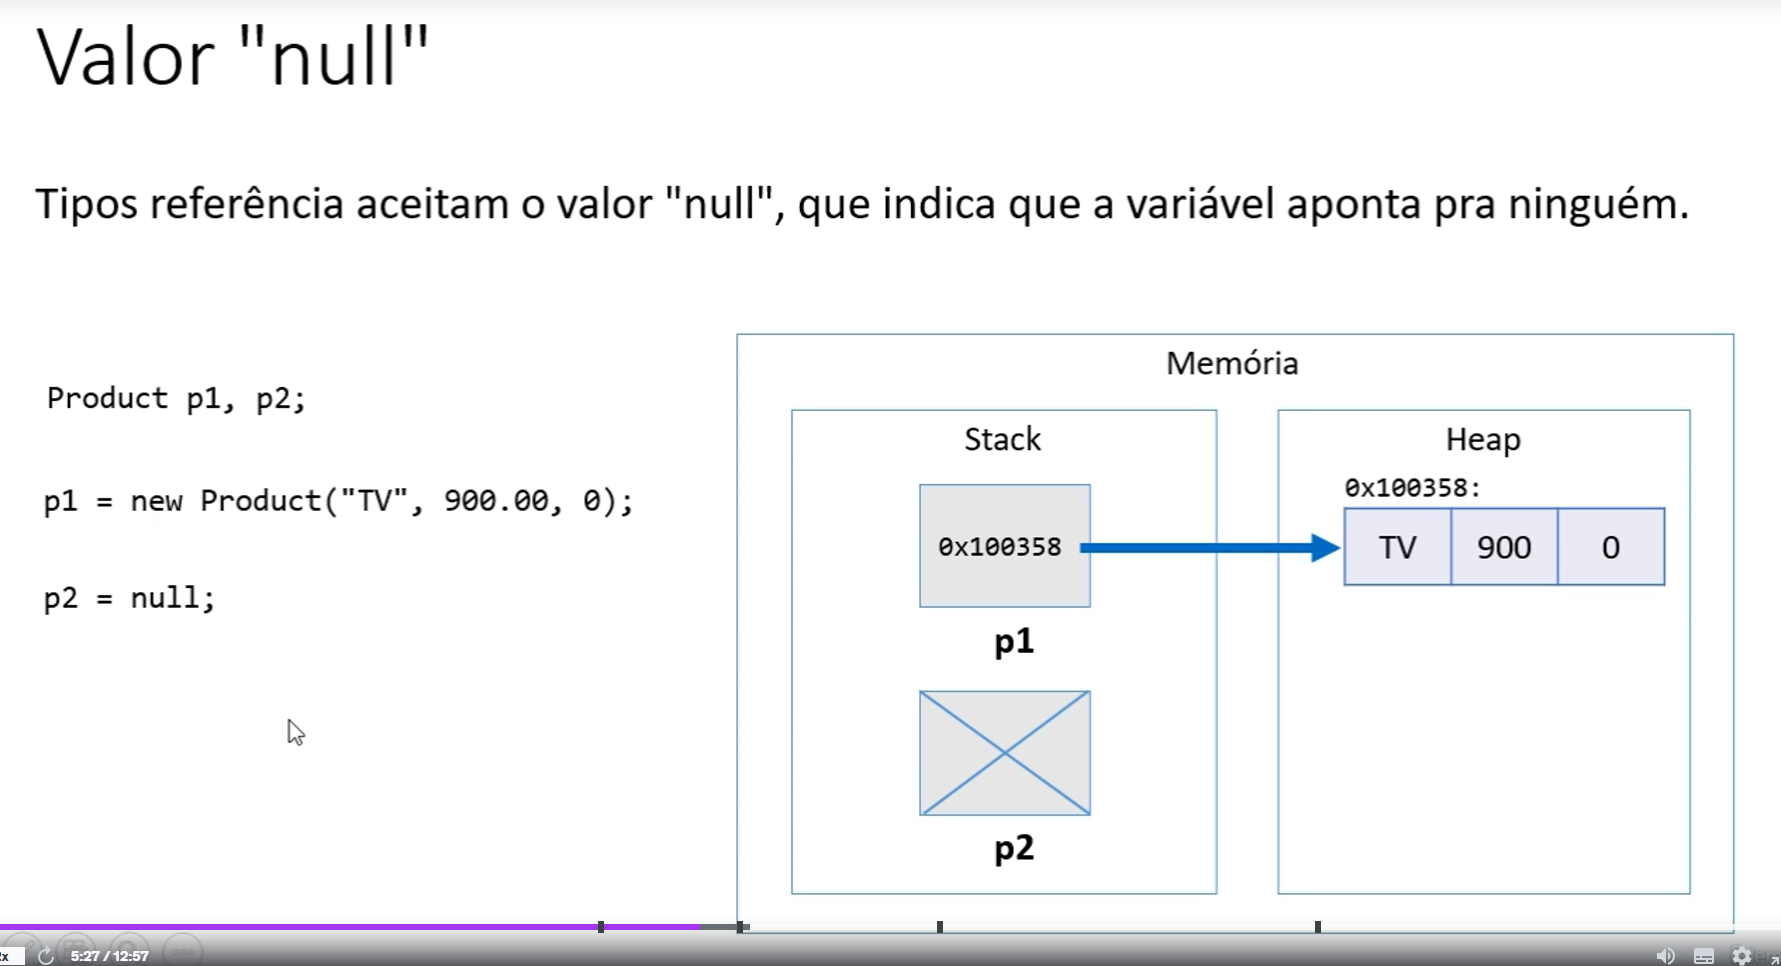 Valor "null"
Tipos referência aceitam o valor "null", que indica que a variável aponta pra ninguém.
Product p1, p2;
p1 = new Product("TV", 900.00, 0);
p2 = null;
Memória
Stack
0x100358
p1
p2
Heap
0x100358:
TV 900 0
5:27 / 12:57